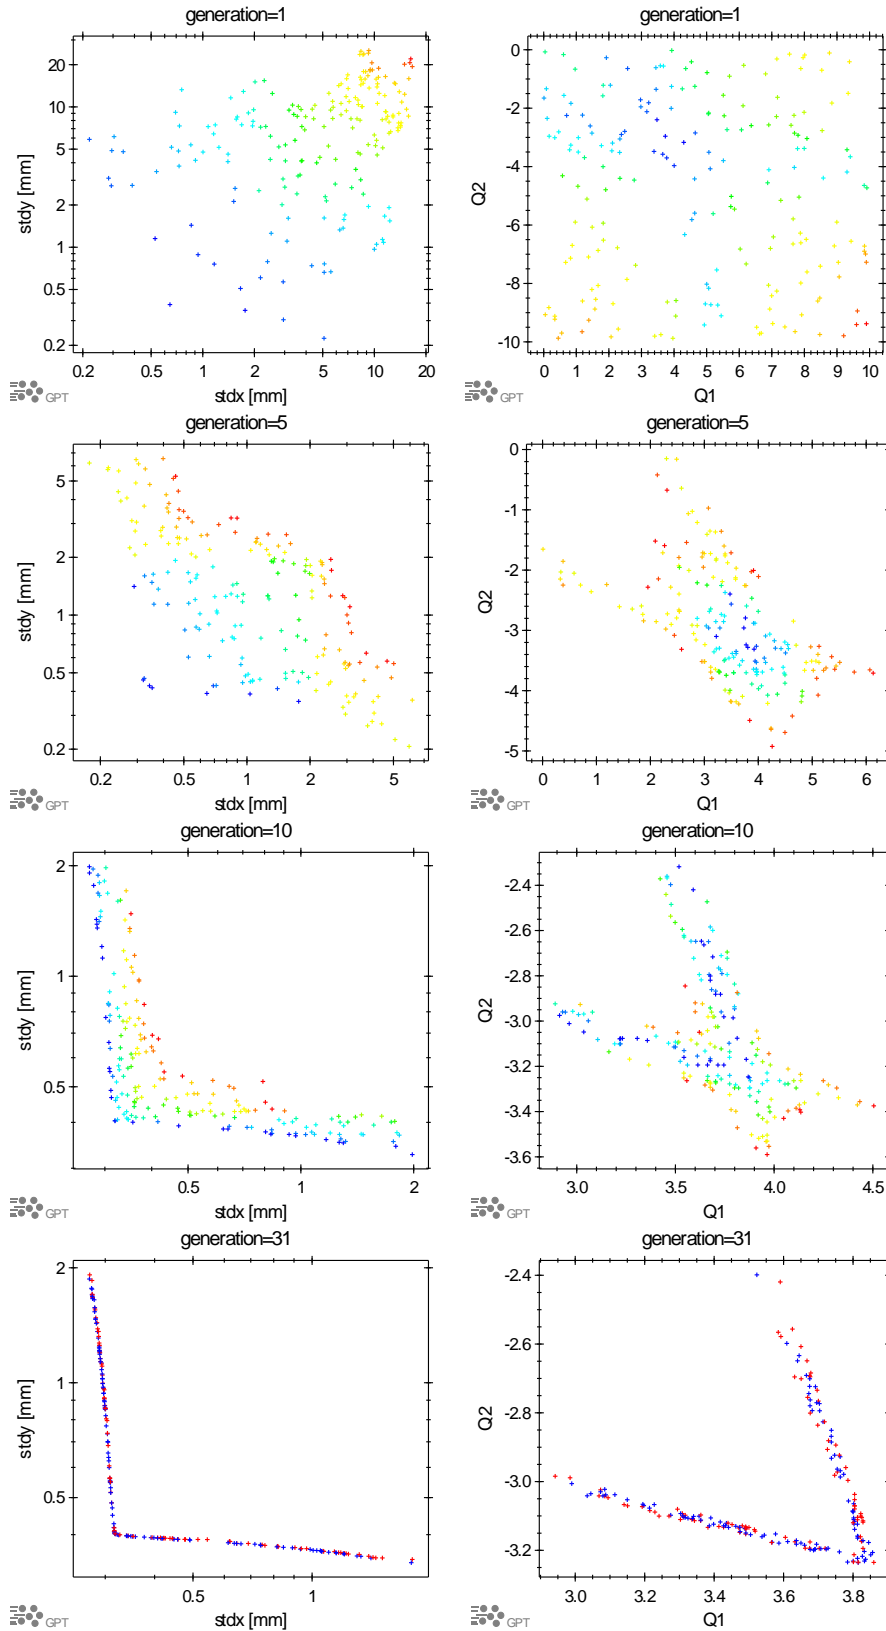 generation=1
20
10
5
2
1
0.5
0.2
0.2 0.5 1 2 5 10 20
stdy [mm]
stdx [mm]
GPT
generation=1
0
-2
-4
-6
-8
-10
0 1 2 3 4 5 6 7 8 9 10
Q2
Q1
GPT
generation=5
5
2
1
0.5
0.2
0.2 0.5 1 2 5
stdy [mm]
stdx [mm]
GPT
generation=5
0
-1
-2
-3
-4
-5
0 1 2 3 4 5 6
Q2
Q1
GPT
generation=10
2
1
0.5
0.5 1 2
stdy [mm]
stdx [mm]
GPT
generation=10
-2.4
-2.6
-2.8
-3.0
-3.2
-3.4
-3.6
3.0 3.5 4.0 4.5
Q2
Q1
GPT
generation=31
2
1
0.5
0.5 1
stdy [mm]
stdx [mm]
GPT
generation=31
-2.4
-2.6
-2.8
-3.0
-3.2
3.0 3.2 3.4 3.6 3.8
Q2
Q1
GPT